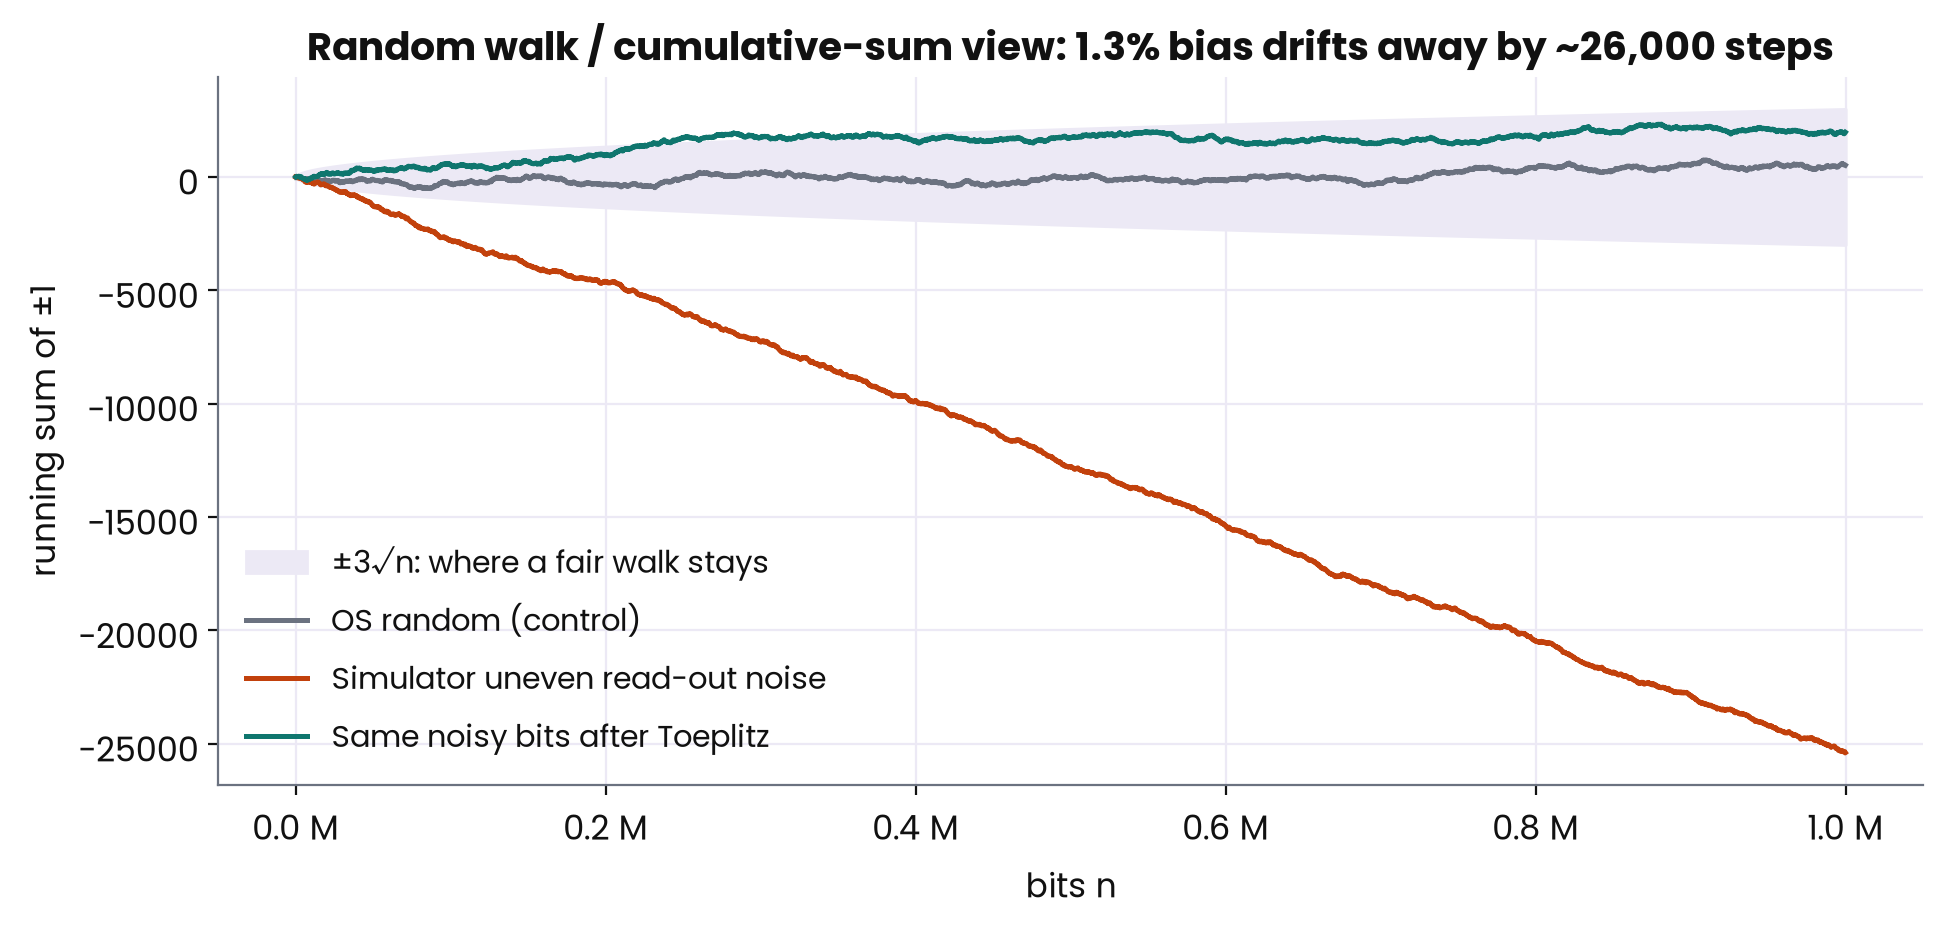 Random walk / cumulative-sum view: 1.3% bias drifts away by ~26,000 steps
running sum of ±1
0
−5000
−10000
−15000
−20000
−25000
±3√n: where a fair walk stays
OS random (control)
Simulator uneven read-out noise
Same noisy bits after Toeplitz
0.0 M
0.2 M
0.4 M
0.6 M
0.8 M
1.0 M
bits n